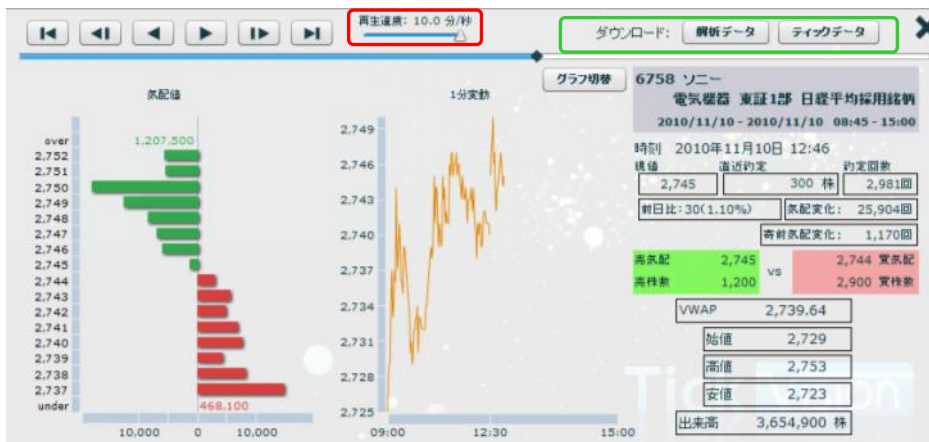 再生速度: 10.0 分/秒
ダウンロード: 解析データ ティックデータ
グラフ切替
6758 ソニー
電気機器 東証1部 日経平均採用銘柄
2010/11/10 - 2010/11/10 08:45 - 15:00
気配値
1分変動
時刻 2010年11月10日 12:46
現値 直近約定 約定回数
2,745 300 株 2,981回
前日比:30(1.10%) 気配変化: 25,904回
寄前気配変化: 1,170回
売気配 2,745 vs 2,744 買気配
売株数 1,200 2,900 買株数
VWAP 2,739.64
始値 2,729
高値 2,753
安値 2,723
出来高 3,654,900 株
over 1,207,500
2,752
2,751
2,750
2,749
2,748
2,747
2,746
2,745
2,744
2,743
2,742
2,741
2,740
2,739
2,738
2,737
under 468,100
10,000 0 10,000
2,749
2,746
2,743
2,740
2,737
2,734
2,731
2,728
2,725
09:00 12:30 15:00
Tick Vision